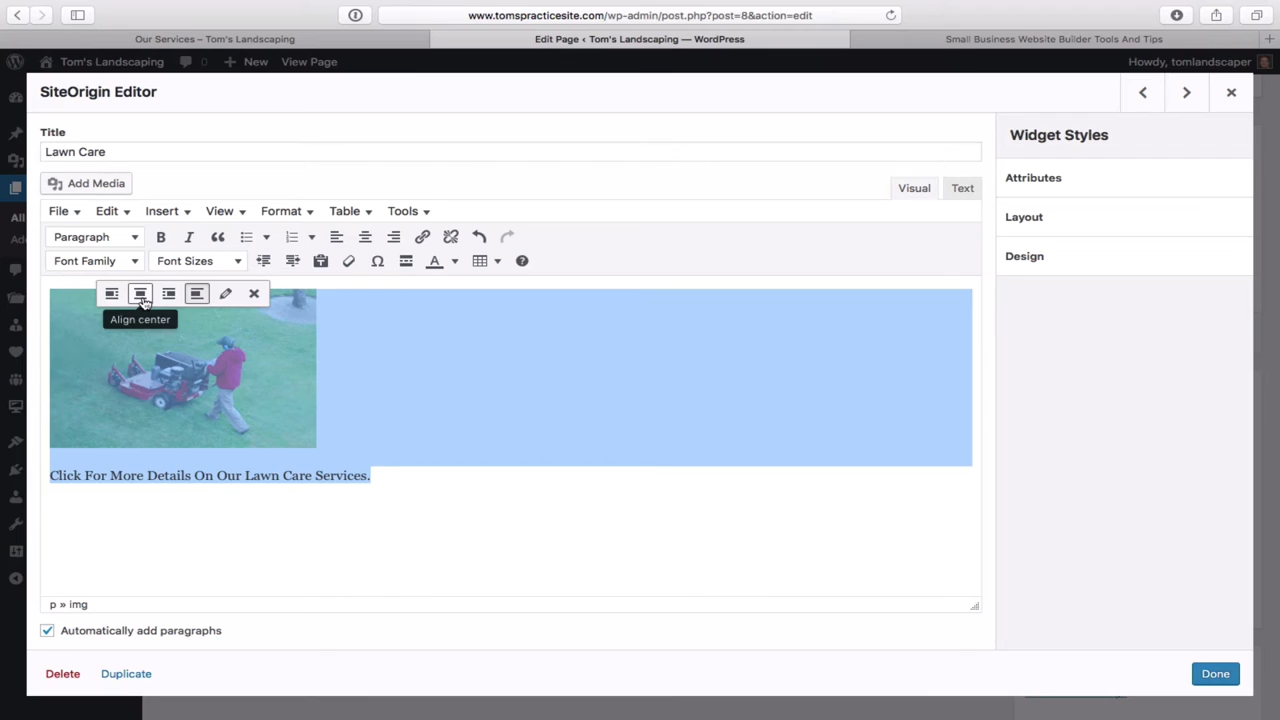 www.tomspracticesite.com/wp-admin/post.php?post=8&action=edit
Our Services – Tom's Landscaping
Edit Page ‹ Tom's Landscaping — WordPress
Small Business Website Builder Tools And Tips
Tom's Landscaping
0
New
View Page
Howdy, tomlandscaper
SiteOrigin Editor
Title
Lawn Care
Add Media
Visual
Text
File
Edit
Insert
View
Format
Table
Tools
Paragraph
B
I
Font Family
Font Sizes
A
Align center
Click For More Details On Our Lawn Care Services.
p » img
Automatically add paragraphs
Widget Styles
Attributes
Layout
Design
Delete
Duplicate
Done
All